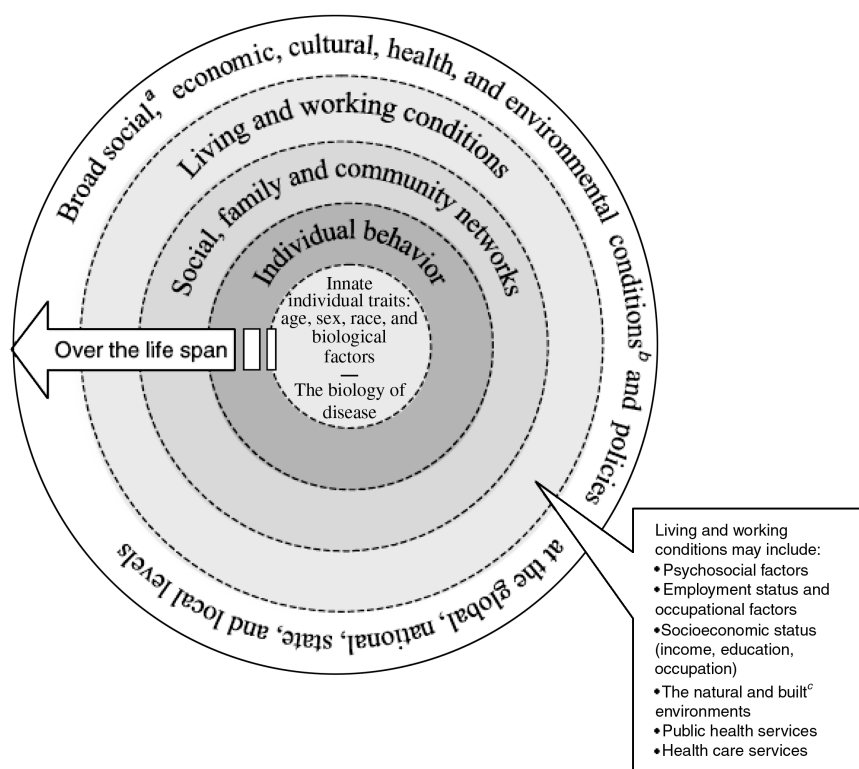 Broad social,ᵃ economic, cultural, health, and environmental conditionsᵇ and policies
at the global, national, state, and local levels
Living and working conditions
Social, family and community networks
Individual behavior
Innate
individual traits:
age, sex, race, and
biological
factors
—
The biology of
disease
Over the life span
Living and working
conditions may include:
• Psychosocial factors
• Employment status and
occupational factors
• Socioeconomic status
(income, education,
occupation)
• The natural and builtᶜ
environments
• Public health services
• Health care services